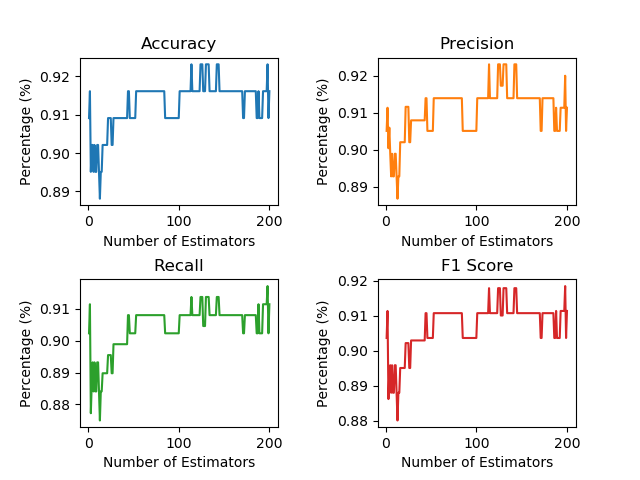 Accuracy
Precision
Percentage (%)
0.92
0.91
0.90
0.89
0
100
200
Number of Estimators
Percentage (%)
0.92
0.91
0.90
0.89
0
100
200
Number of Estimators
Recall
F1 Score
Percentage (%)
0.91
0.90
0.89
0.88
0
100
200
Number of Estimators
Percentage (%)
0.92
0.91
0.90
0.89
0.88
0
100
200
Number of Estimators